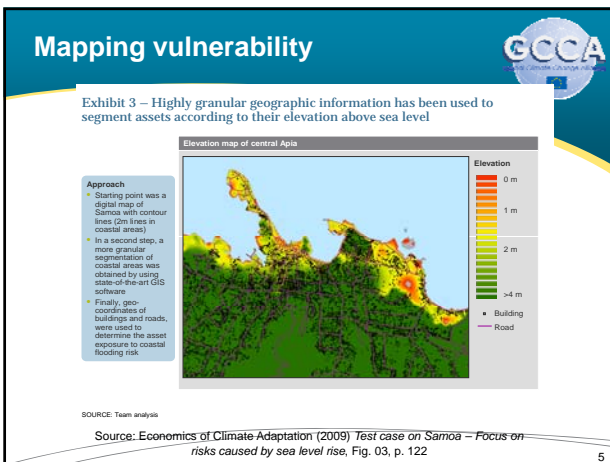 Mapping vulnerability
GCCA
Global Climate Change Alliance
Exhibit 3 – Highly granular geographic information has been used to
segment assets according to their elevation above sea level
Elevation map of central Apia
Approach
• Starting point was a
digital map of
Samoa with contour
lines (2m lines in
coastal areas)
• In a second step, a
more granular
segmentation of
coastal areas was
obtained by using
state-of-the-art GIS
software
• Finally, geo-
coordinates of
buildings and roads,
were used to
determine the asset
exposure to coastal
flooding risk
Elevation
0 m
1 m
2 m
>4 m
Building
Road
SOURCE: Team analysis
Source: Economics of Climate Adaptation (2009) Test case on Samoa – Focus on
risks caused by sea level rise, Fig. 03, p. 122
5